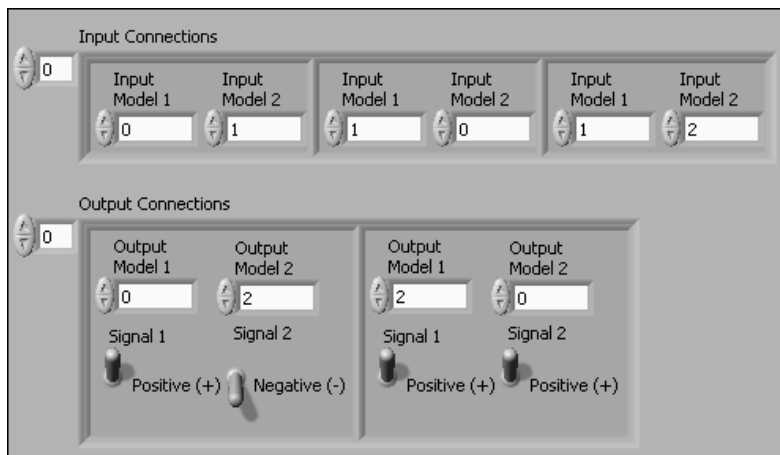 Input Connections
0
Input Model 1 Input Model 2 Input Model 1 Input Model 2 Input Model 1 Input Model 2
0 1 1 0 1 2
Output Connections
0
Output Model 1 Output Model 2 Output Model 1 Output Model 2
0 2 2 0
Signal 1 Signal 2 Signal 1 Signal 2
Positive (+) Negative (-) Positive (+) Positive (+)